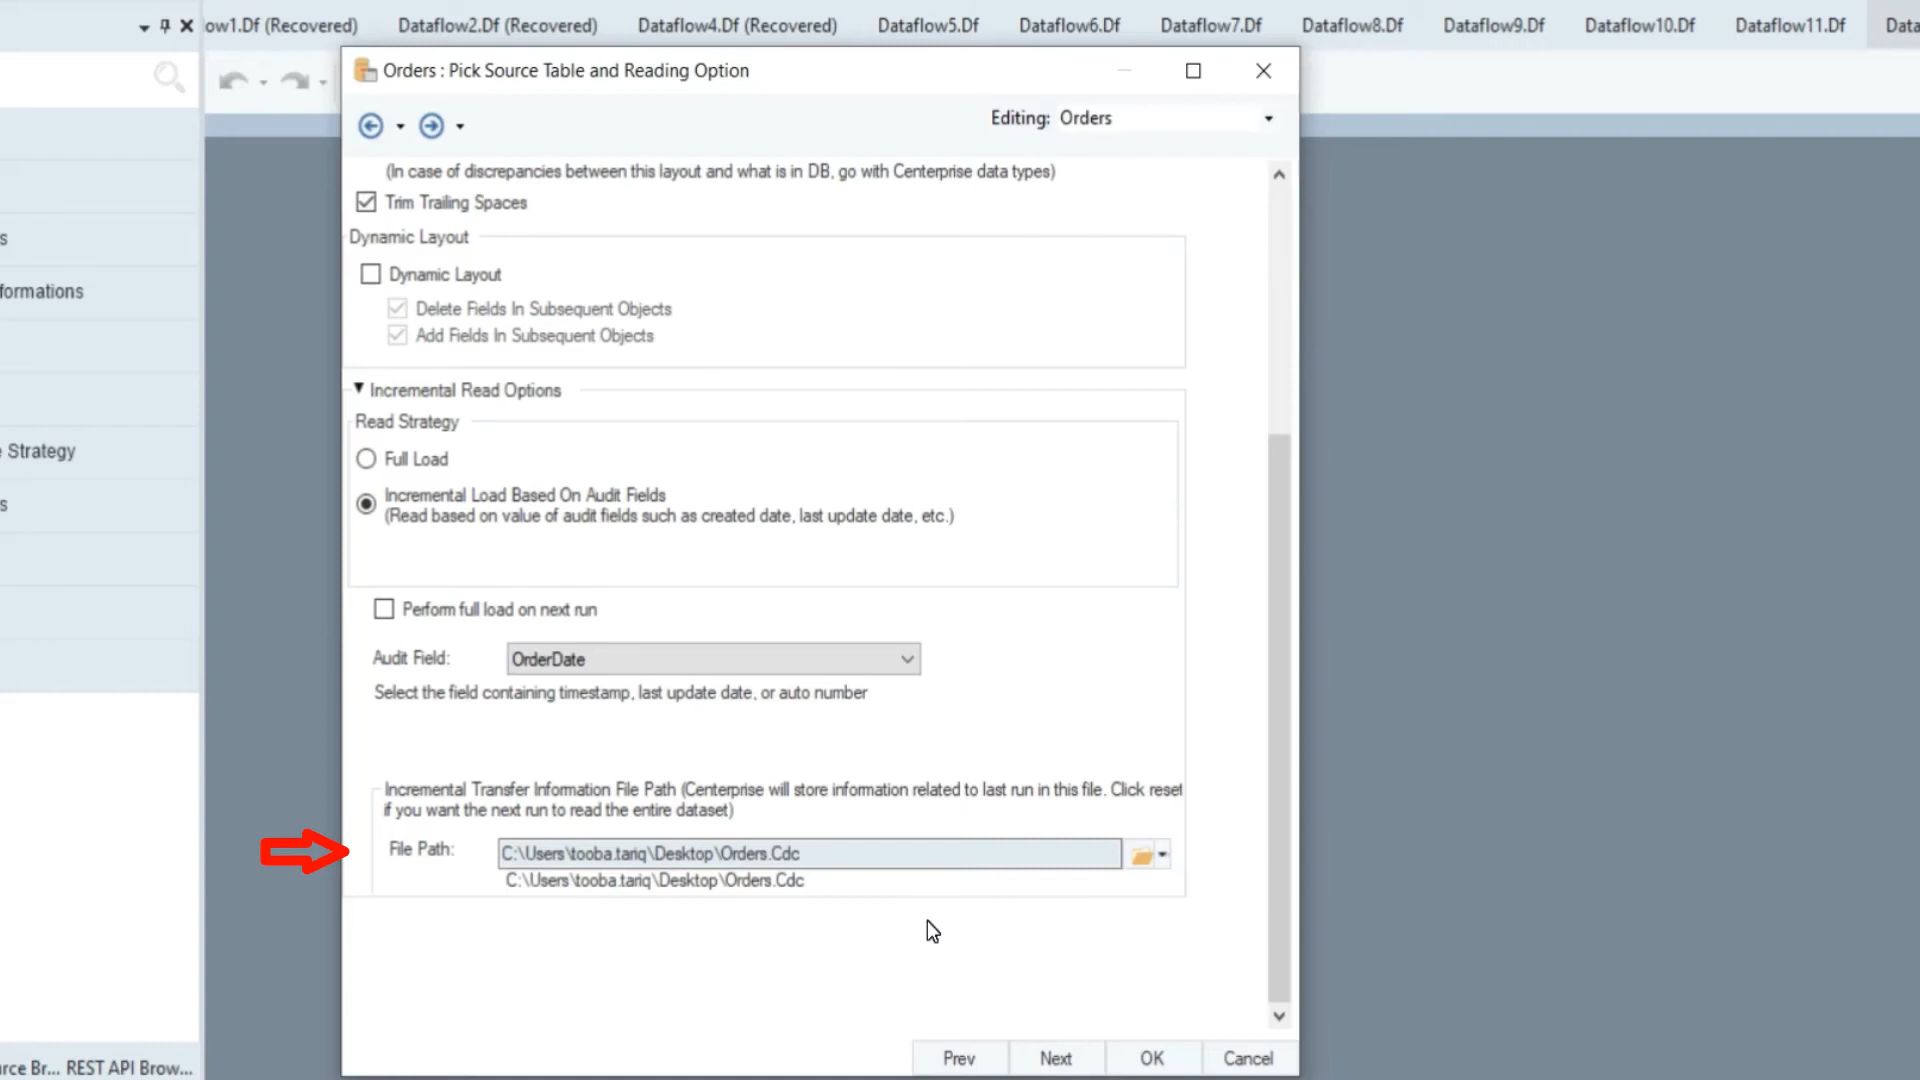 ow1.Df (Recovered) Dataflow2.Df (Recovered) Dataflow4.Df (Recovered) Dataflow5.Df Dataflow6.Df Dataflow7.Df Dataflow8.Df Dataflow9.Df Dataflow10.Df Dataflow11.Df Data
Orders : Pick Source Table and Reading Option
Editing: Orders
(In case of discrepancies between this layout and what is in DB, go with Centerprise data types)
Trim Trailing Spaces
Dynamic Layout
Dynamic Layout
Delete Fields In Subsequent Objects
Add Fields In Subsequent Objects
Incremental Read Options
Read Strategy
Full Load
Incremental Load Based On Audit Fields
(Read based on value of audit fields such as created date, last update date, etc.)
Perform full load on next run
Audit Field: OrderDate
Select the field containing timestamp, last update date, or auto number
Incremental Transfer Information File Path (Centerprise will store information related to last run in this file. Click reset
if you want the next run to read the entire dataset)
File Path: C:\Users\tooba.tariq\Desktop\Orders.Cdc
C:\Users\tooba.tariq\Desktop\Orders.Cdc
Prev Next OK Cancel
s
formations
e Strategy
s
urce Br... REST API Brow...